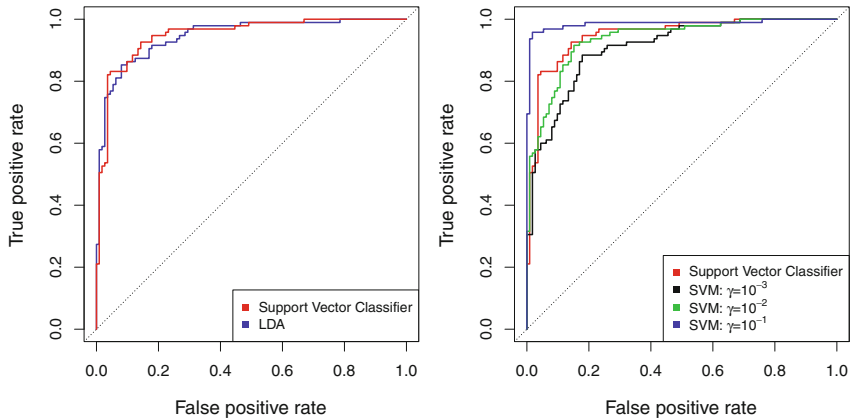 True positive rate
1.0
0.8
0.6
0.4
0.2
0.0
Support Vector Classifier
LDA
0.0 0.2 0.4 0.6 0.8 1.0
False positive rate
True positive rate
1.0
0.8
0.6
0.4
0.2
0.0
Support Vector Classifier
SVM: γ=10⁻³
SVM: γ=10⁻²
SVM: γ=10⁻¹
0.0 0.2 0.4 0.6 0.8 1.0
False positive rate